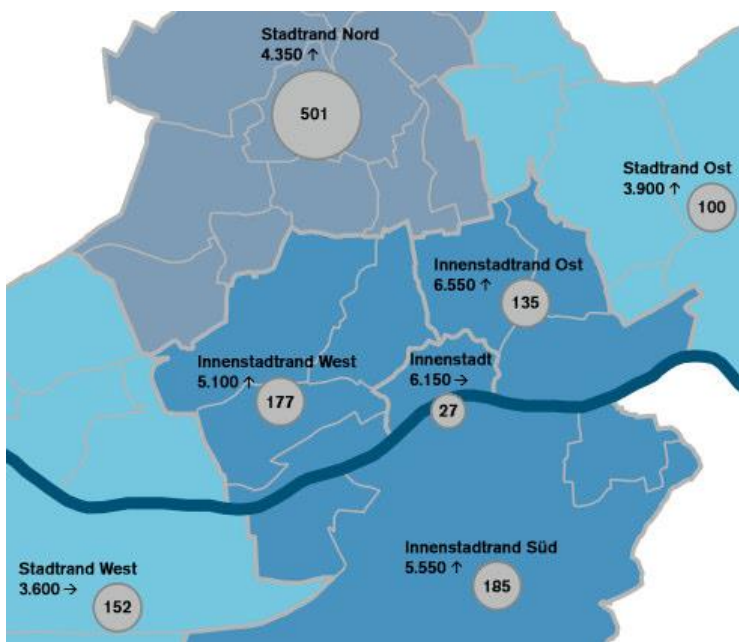 Stadtrand Nord
4.350 ↑
501
Stadtrand Ost
3.900 ↑
100
Innenstadtrand Ost
6.550 ↑
135
Innenstadtrand West
5.100 ↑
177
Innenstadt
6.150 →
27
Innenstadtrand Süd
5.550 ↑
185
Stadtrand West
3.600 →
152